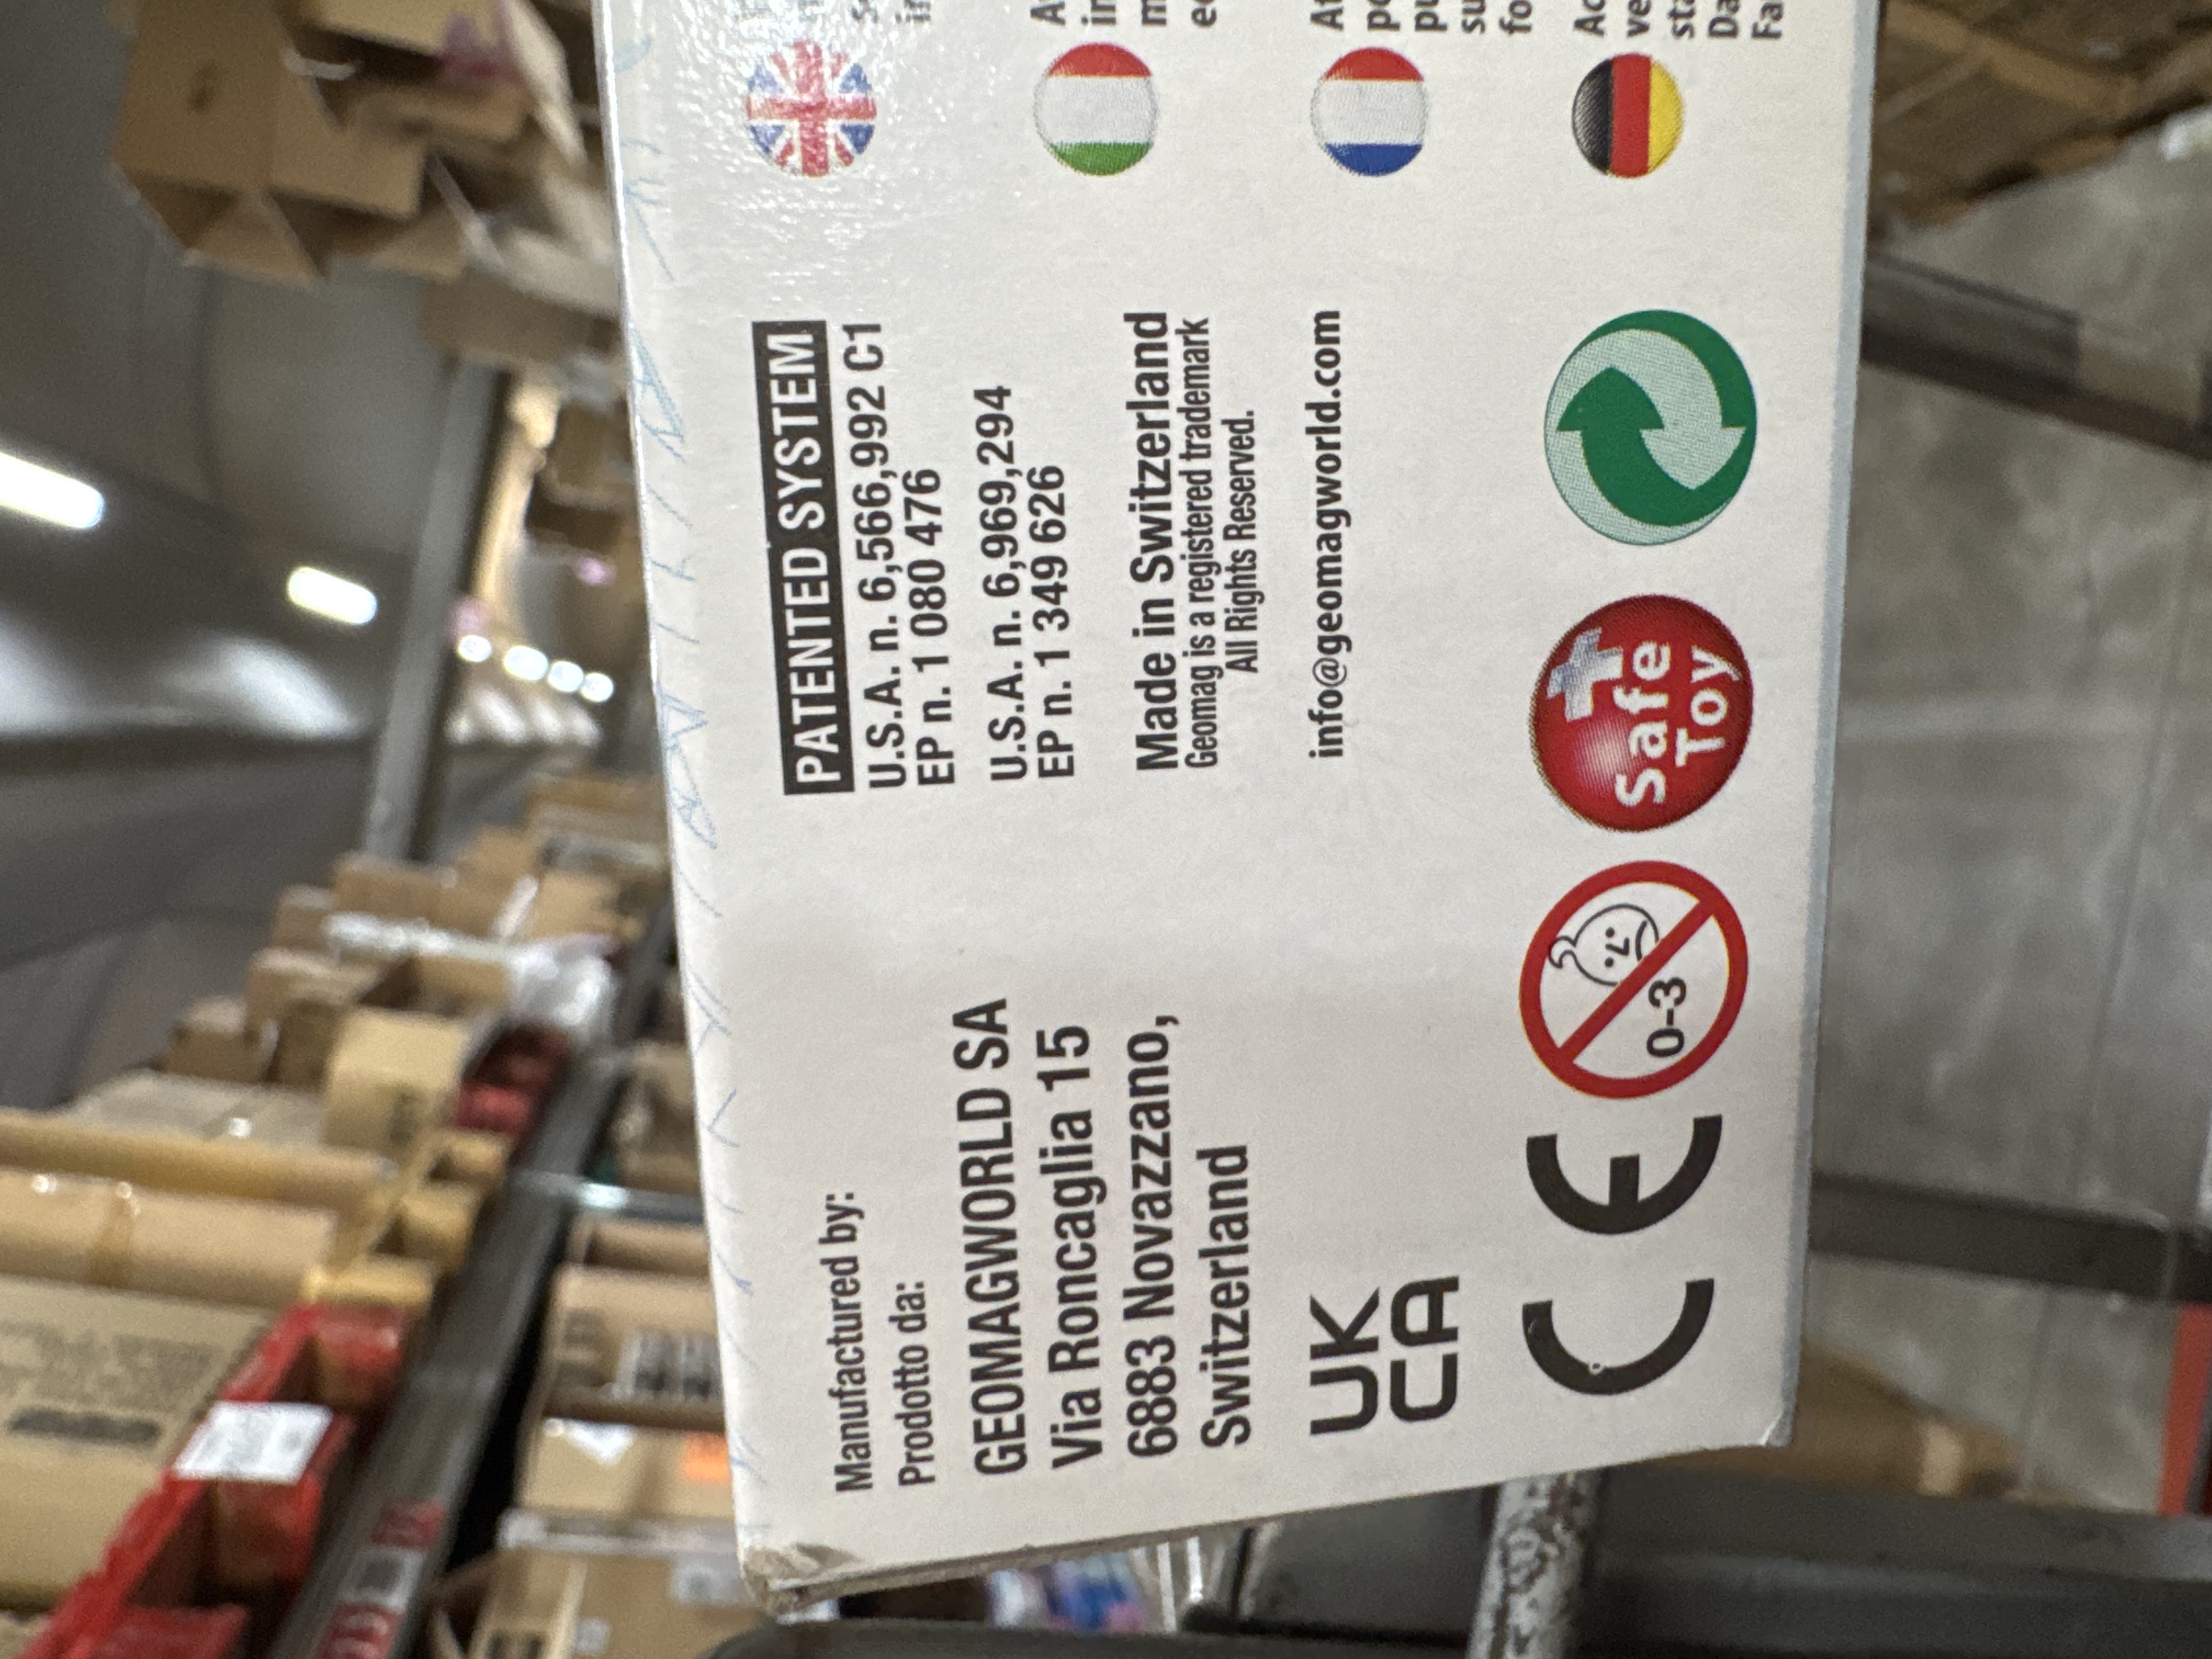 Manufactured by:
Prodotto da:
GEOMAGWORLD SA
Via Roncaglia 15
6883 Novazzano,
Switzerland
UK
CA
CE
0-3
Safe
Toy
PATENTED SYSTEM
U.S.A. n. 6,566,992 C1
EP n. 1 080 476
U.S.A. n. 6,969,294
EP n. 1 349 626
Made in Switzerland
Geomag is a registered trademark
All Rights Reserved.
info@geomagworld.com